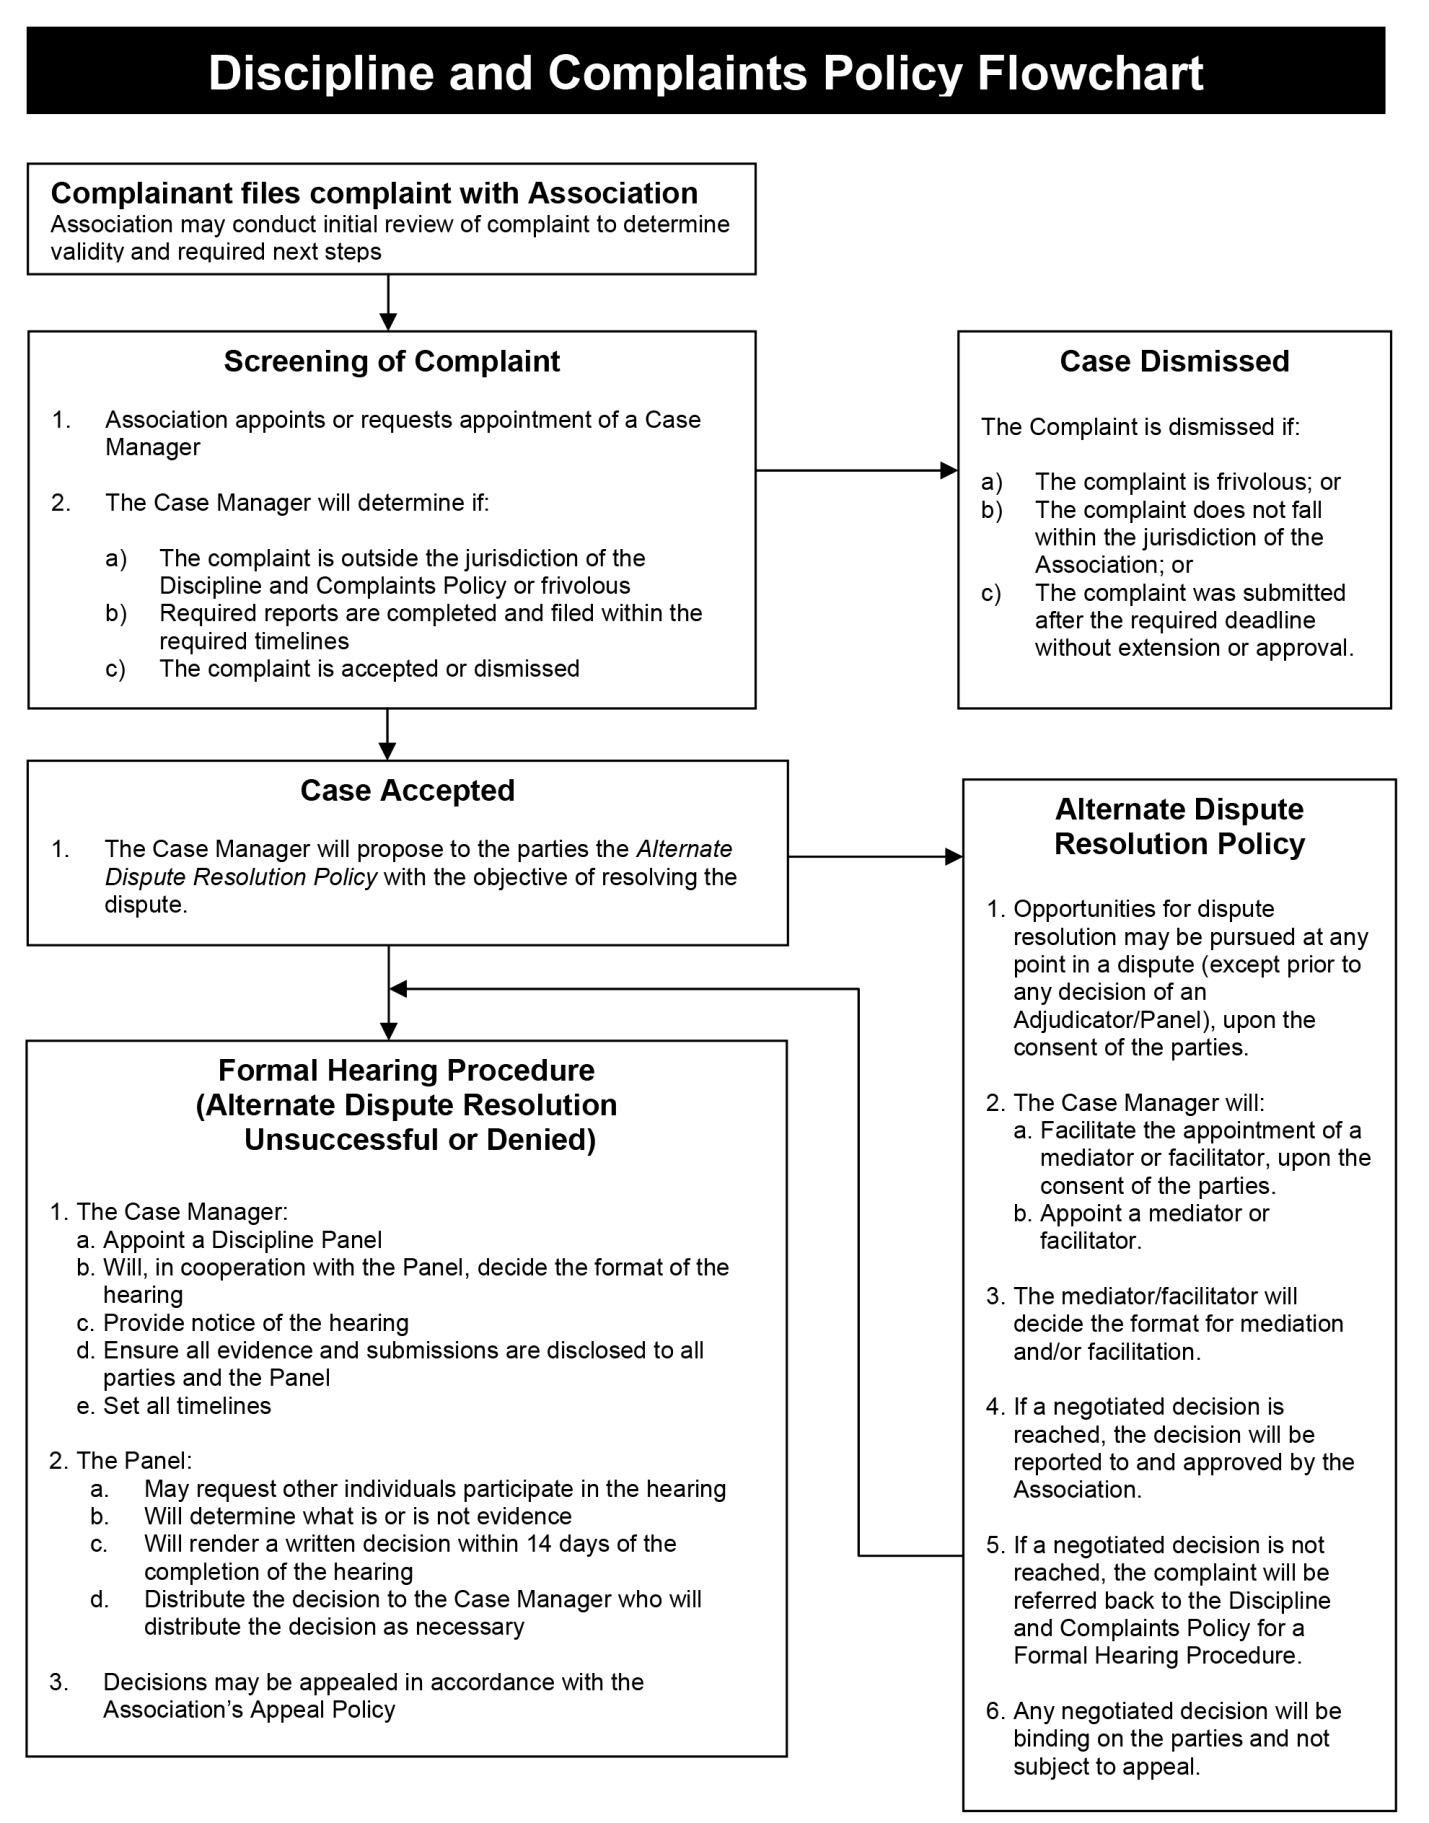 Discipline and Complaints Policy Flowchart
Complainant files complaint with Association
Association may conduct initial review of complaint to determine
validity and required next steps
Screening of Complaint
1. Association appoints or requests appointment of a Case
Manager
2. The Case Manager will determine if:
a) The complaint is outside the jurisdiction of the
Discipline and Complaints Policy or frivolous
b) Required reports are completed and filed within the
required timelines
c) The complaint is accepted or dismissed
Case Dismissed
The Complaint is dismissed if:
a) The complaint is frivolous; or
b) The complaint does not fall
within the jurisdiction of the
Association; or
c) The complaint was submitted
after the required deadline
without extension or approval.
Case Accepted
1. The Case Manager will propose to the parties the Alternate
Dispute Resolution Policy with the objective of resolving the
dispute.
Alternate Dispute
Resolution Policy
1. Opportunities for dispute
resolution may be pursued at any
point in a dispute (except prior to
any decision of an
Adjudicator/Panel), upon the
consent of the parties.
2. The Case Manager will:
a. Facilitate the appointment of a
mediator or facilitator, upon the
consent of the parties.
b. Appoint a mediator or
facilitator.
3. The mediator/facilitator will
decide the format for mediation
and/or facilitation.
4. If a negotiated decision is
reached, the decision will be
reported to and approved by the
Association.
5. If a negotiated decision is not
reached, the complaint will be
referred back to the Discipline
and Complaints Policy for a
Formal Hearing Procedure.
6. Any negotiated decision will be
binding on the parties and not
subject to appeal.
Formal Hearing Procedure
(Alternate Dispute Resolution
Unsuccessful or Denied)
1. The Case Manager:
a. Appoint a Discipline Panel
b. Will, in cooperation with the Panel, decide the format of the
hearing
c. Provide notice of the hearing
d. Ensure all evidence and submissions are disclosed to all
parties and the Panel
e. Set all timelines
2. The Panel:
a. May request other individuals participate in the hearing
b. Will determine what is or is not evidence
c. Will render a written decision within 14 days of the
completion of the hearing
d. Distribute the decision to the Case Manager who will
distribute the decision as necessary
3. Decisions may be appealed in accordance with the
Association’s Appeal Policy